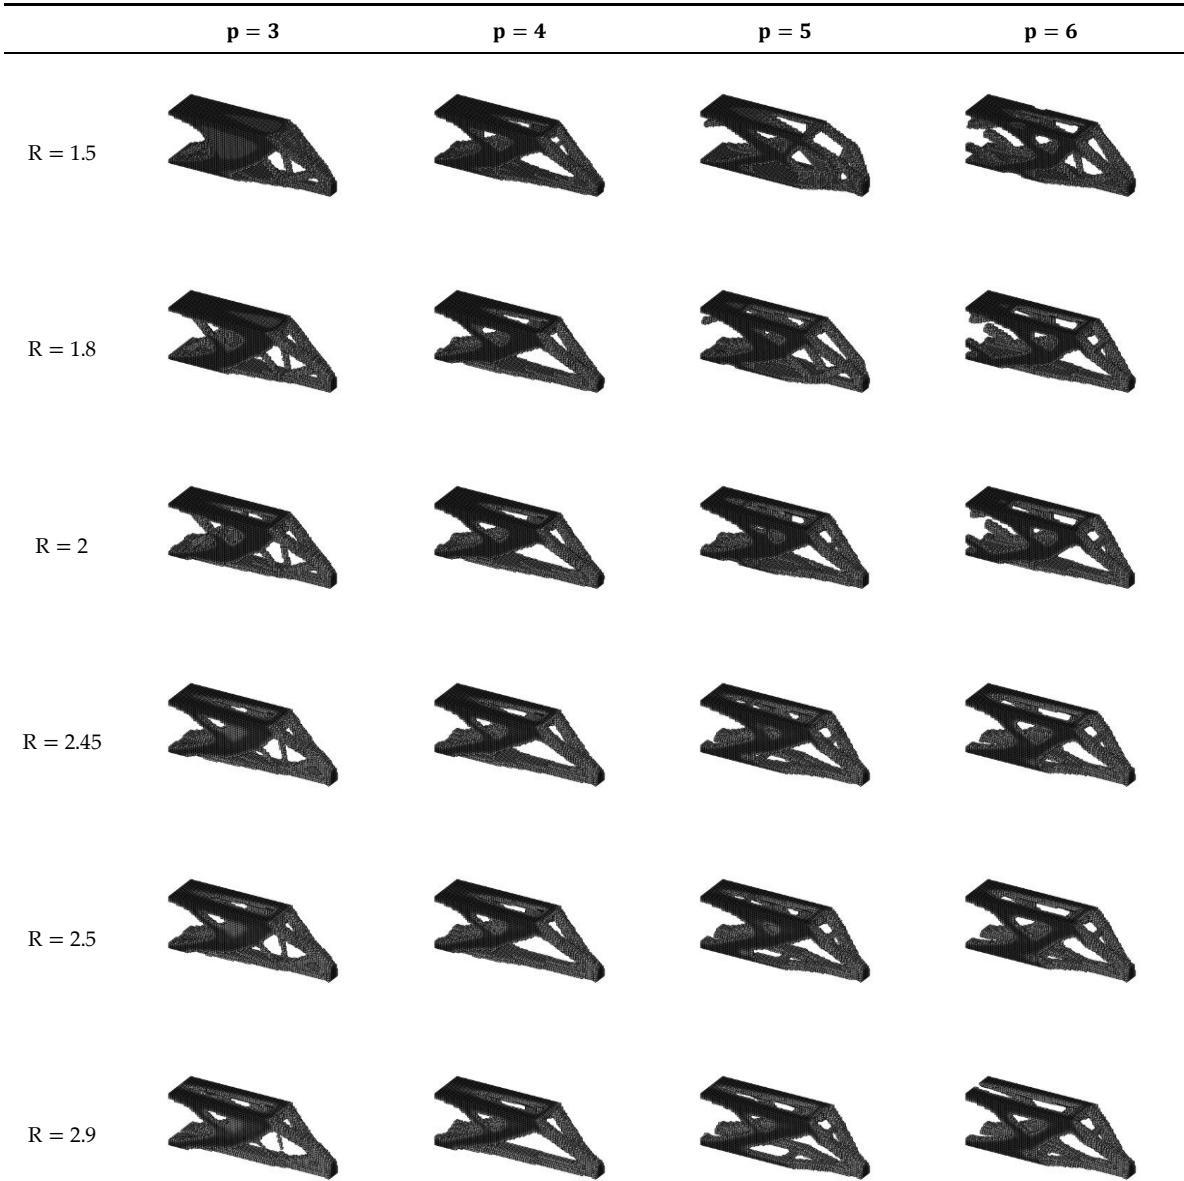 p = 3 p = 4 p = 5 p = 6
R = 1.5
R = 1.8
R = 2
R = 2.45
R = 2.5
R = 2.9